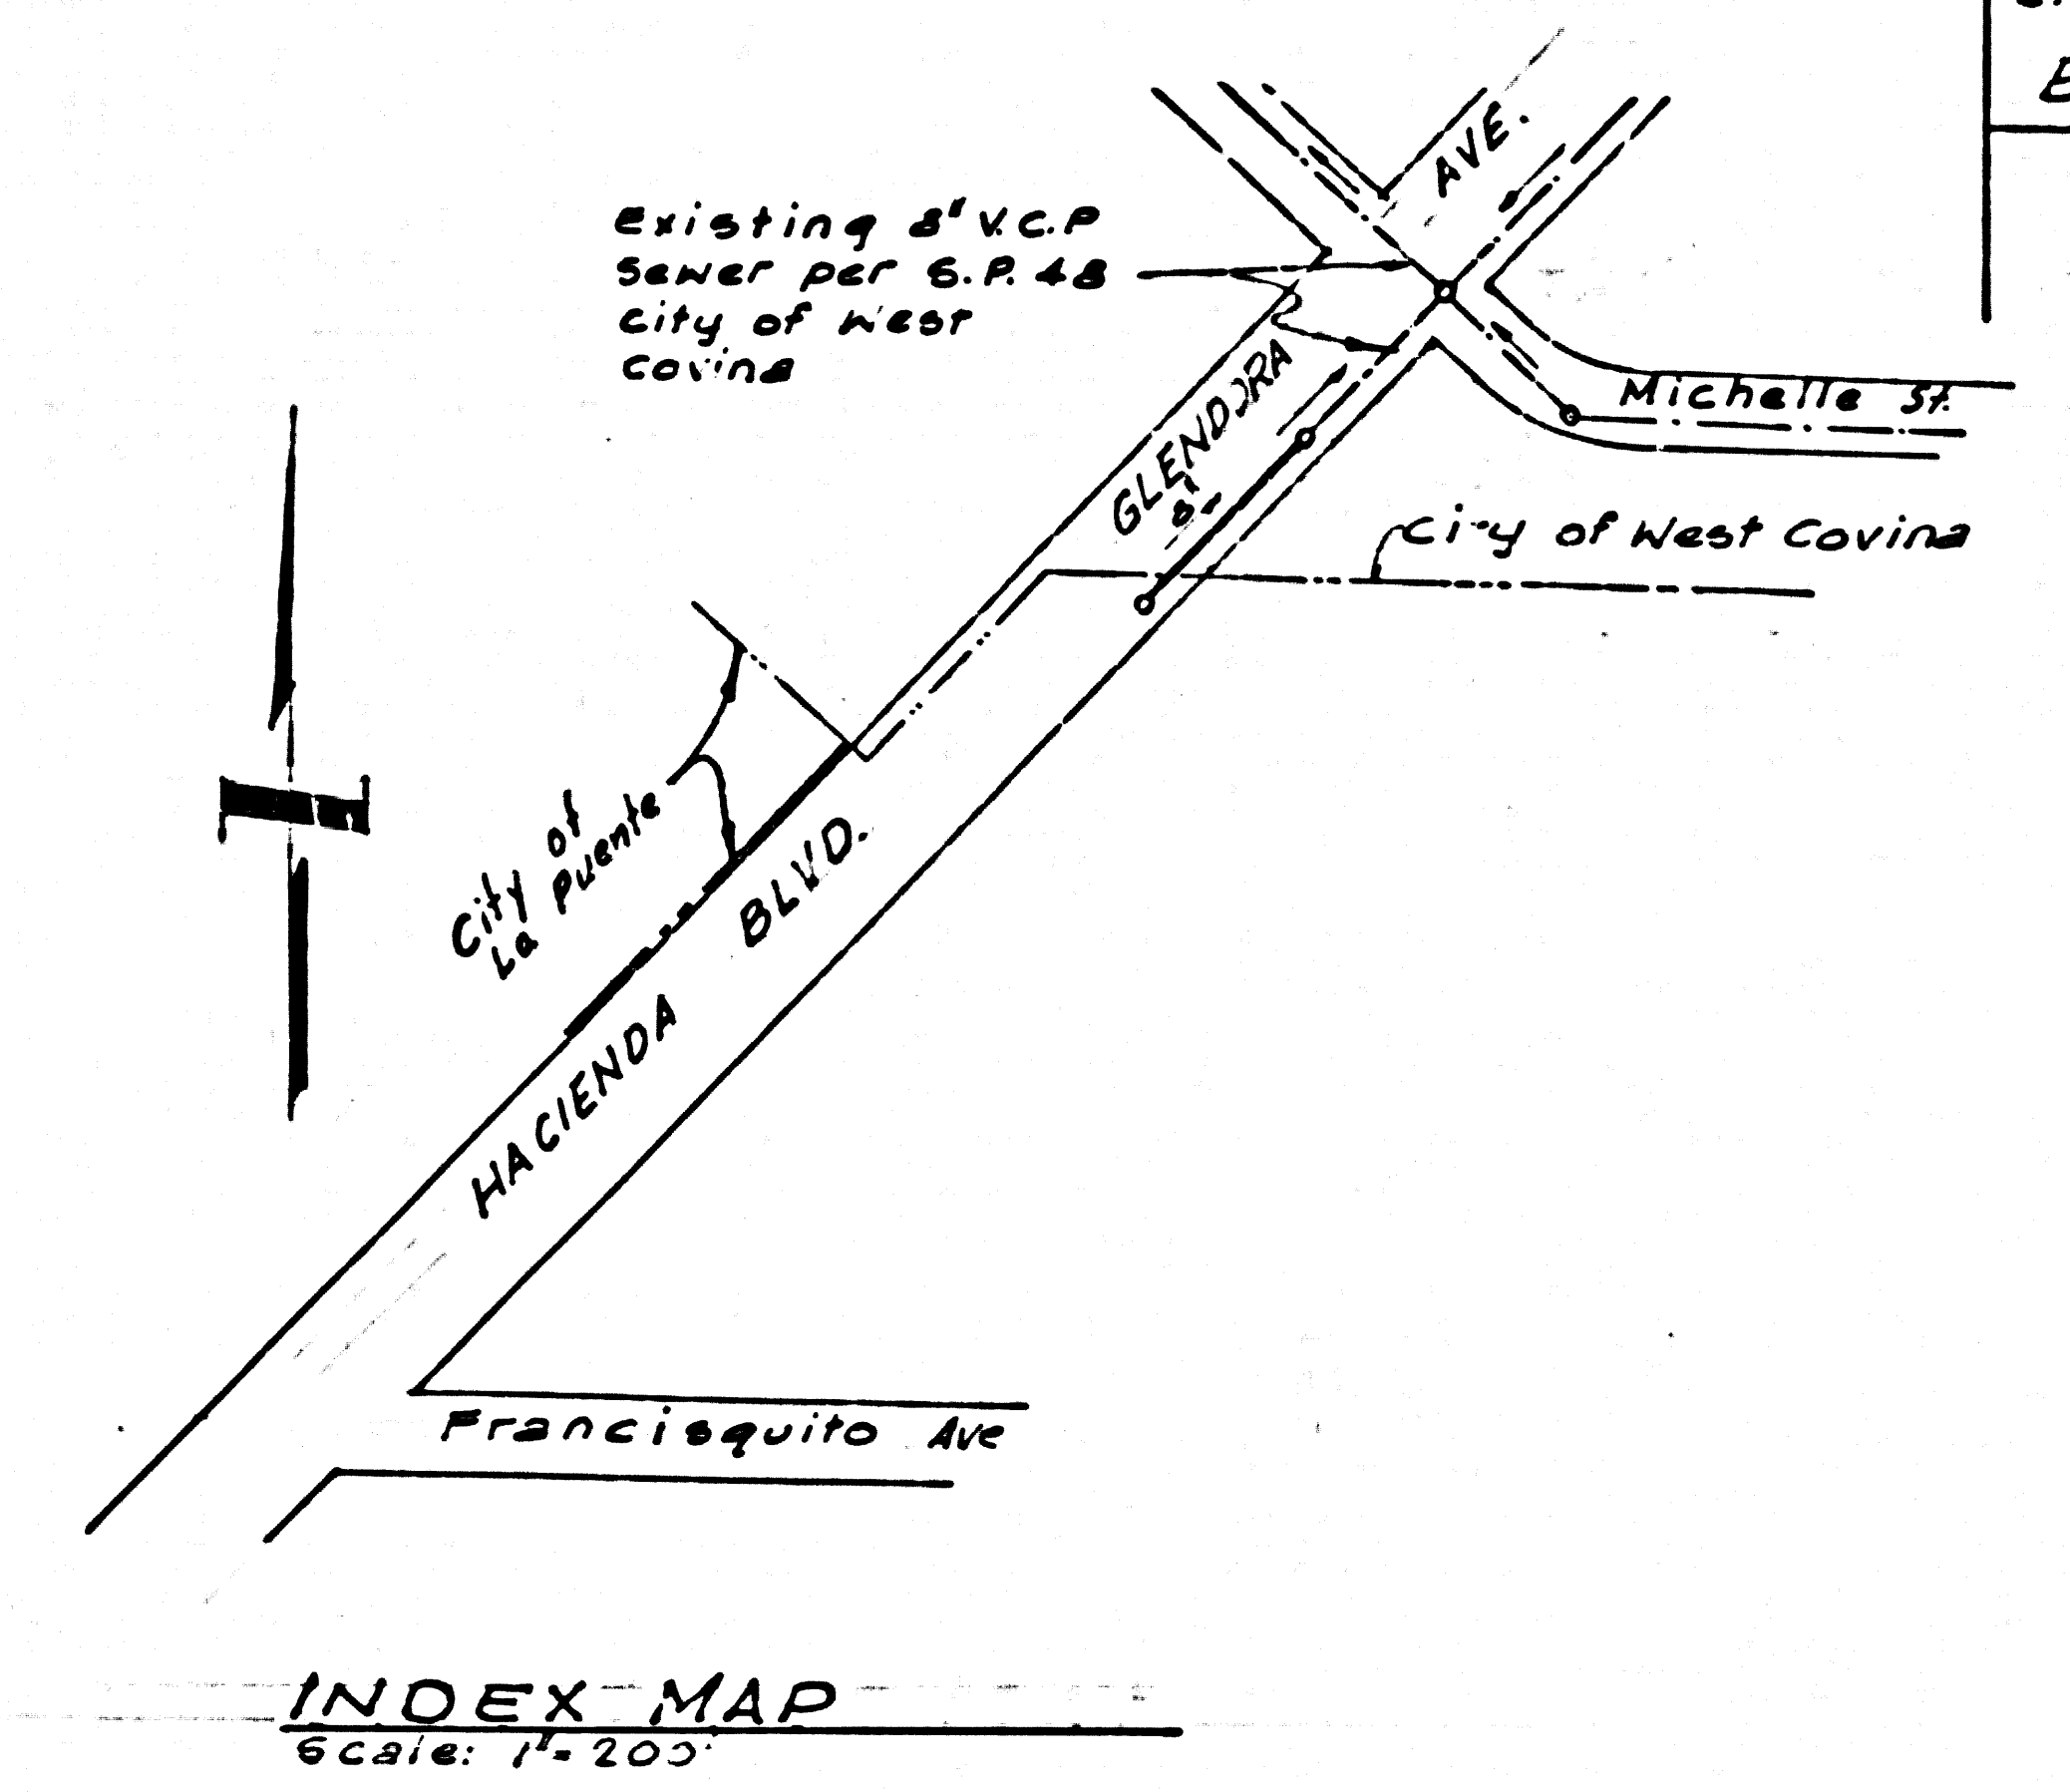 AVE.
Existing 8" V.C.P
Sewer per S.P. 48
City of West
Covina
GLENDORA
8"
Michelle St.
City of West Covina
City of
La Puente
HACIENDA BLVD.
Francisquito Ave
INDEX MAP
Scale: 1"=200'